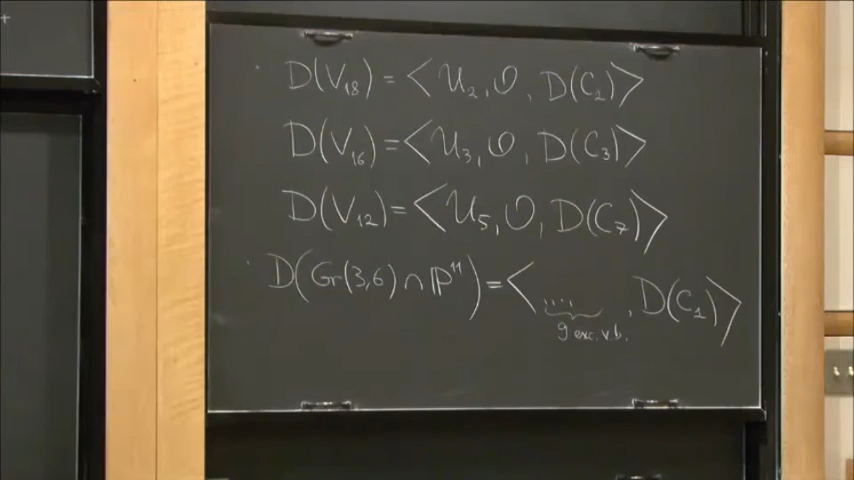 · D(V₁₈) = ⟨U₂, O, D(C₂)⟩
D(V₁₆) = ⟨U₃, O, D(C₃)⟩
D(V₁₂) = ⟨U₅, O, D(C₇)⟩
· D(Gr(3,6) ∩ ℙ¹¹) = ⟨....., D(C₁)⟩
9 exc. v.b.